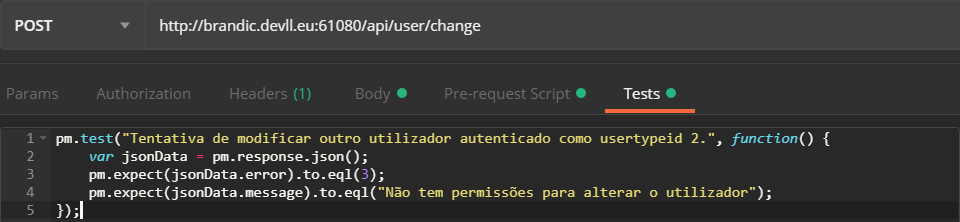 POST http://brandic.devll.eu:61080/api/user/change
Params Authorization Headers (1) Body Pre-request Script Tests
1 pm.test("Tentativa de modificar outro utilizador autenticado como usertypeid 2.", function() {
2 var jsonData = pm.response.json();
3 pm.expect(jsonData.error).to.eql(3);
4 pm.expect(jsonData.message).to.eql("Não tem permissões para alterar o utilizador");
5 });